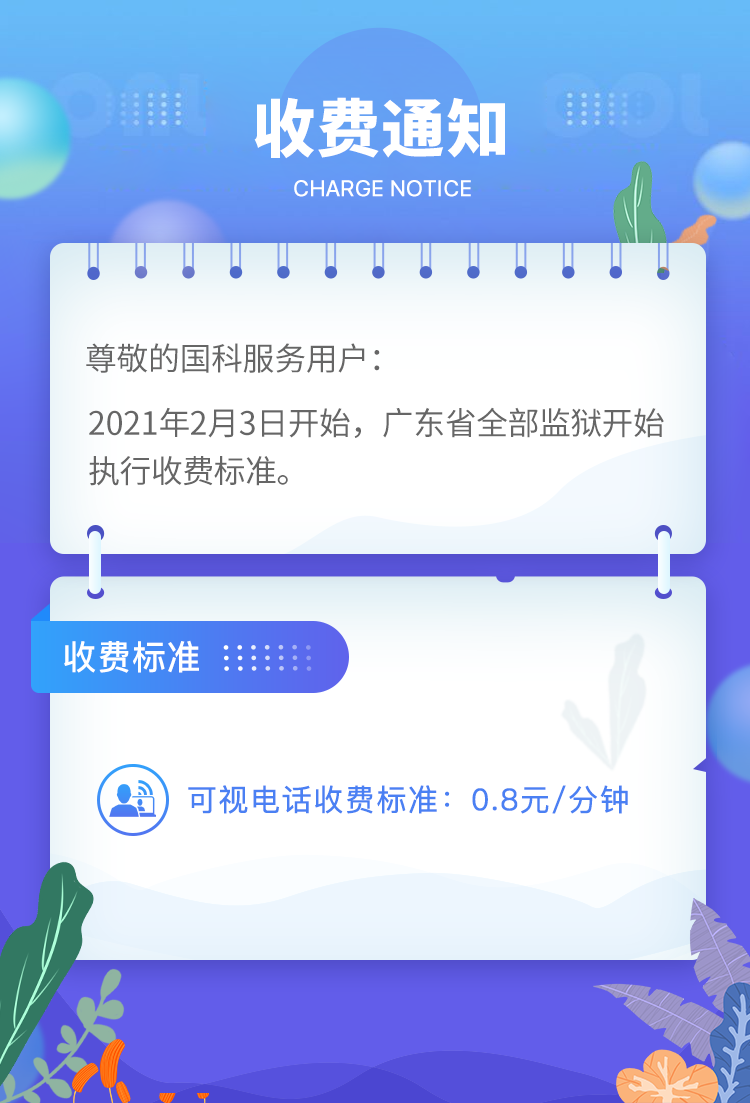 收费通知
CHARGE NOTICE
尊敬的国科服务用户：
2021年2月3日开始，广东省全部监狱开始
执行收费标准。
收费标准
可视电话收费标准：0.8元/分钟